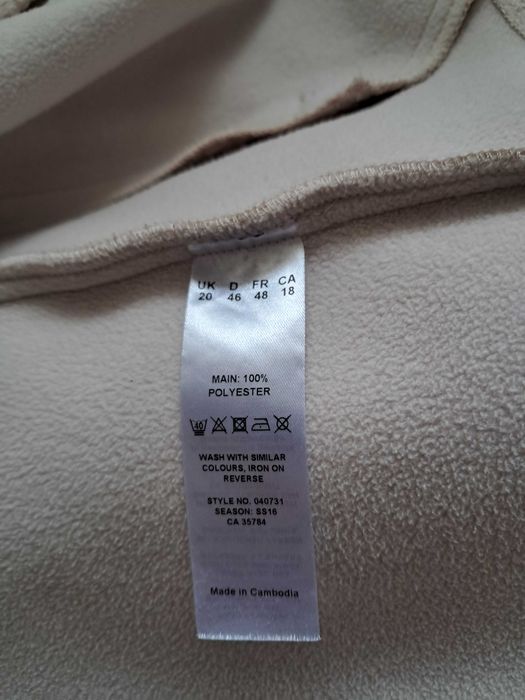 UK D FR CA
20 46 48 18
MAIN: 100%
POLYESTER
40
WASH WITH SIMILAR
COLOURS, IRON ON
REVERSE
STYLE NO. 040731
SEASON: SS16
CA 35784
Made in Cambodia